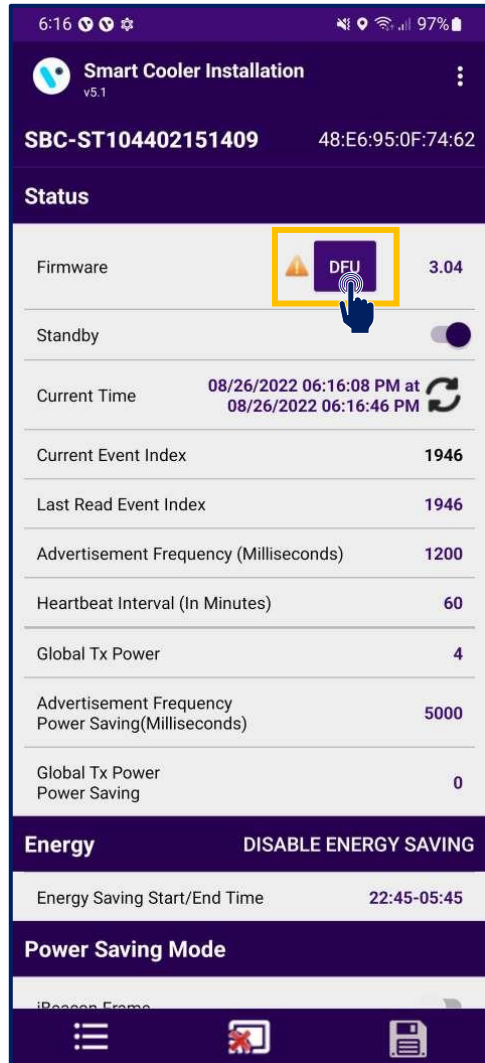 6:16 97%
Smart Cooler Installation
v5.1
SBC-ST104402151409 48:E6:95:0F:74:62
Status
Firmware DFU 3.04
Standby
Current Time 08/26/2022 06:16:08 PM at
08/26/2022 06:16:46 PM
Current Event Index 1946
Last Read Event Index 1946
Advertisement Frequency (Milliseconds) 1200
Heartbeat Interval (In Minutes) 60
Global Tx Power 4
Advertisement Frequency
Power Saving(Milliseconds) 5000
Global Tx Power
Power Saving 0
Energy DISABLE ENERGY SAVING
Energy Saving Start/End Time 22:45-05:45
Power Saving Mode
iBeacon Frame